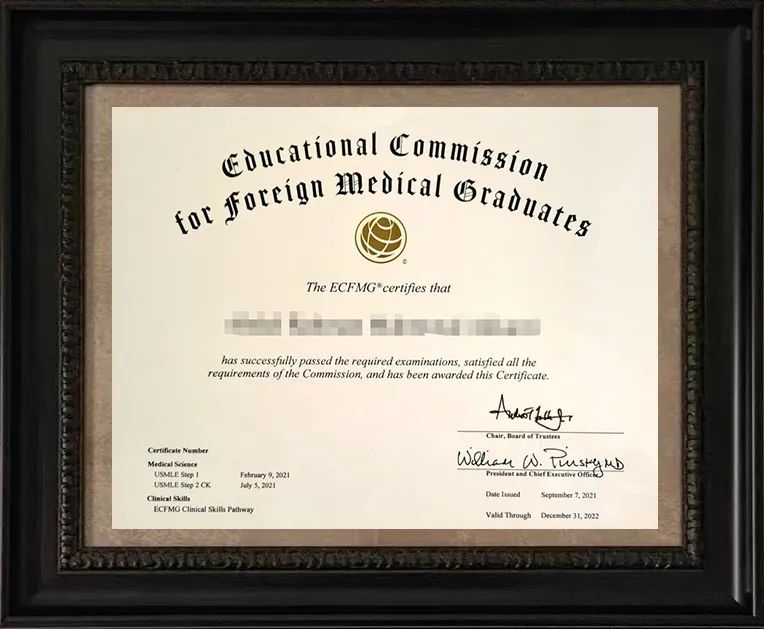 Educational Commission
for Foreign Medical Graduates
®
The ECFMG® certifies that
has successfully passed the required examinations, satisfied all the
requirements of the Commission, and has been awarded this Certificate.
Chair, Board of Trustees
William W. Pinsky MD
President and Chief Executive Officer
Certificate Number
Medical Science
USMLE Step 1 February 9, 2021
USMLE Step 2 CK July 5, 2021
Clinical Skills
ECFMG Clinical Skills Pathway
Date Issued September 7, 2021
Valid Through December 31, 2022